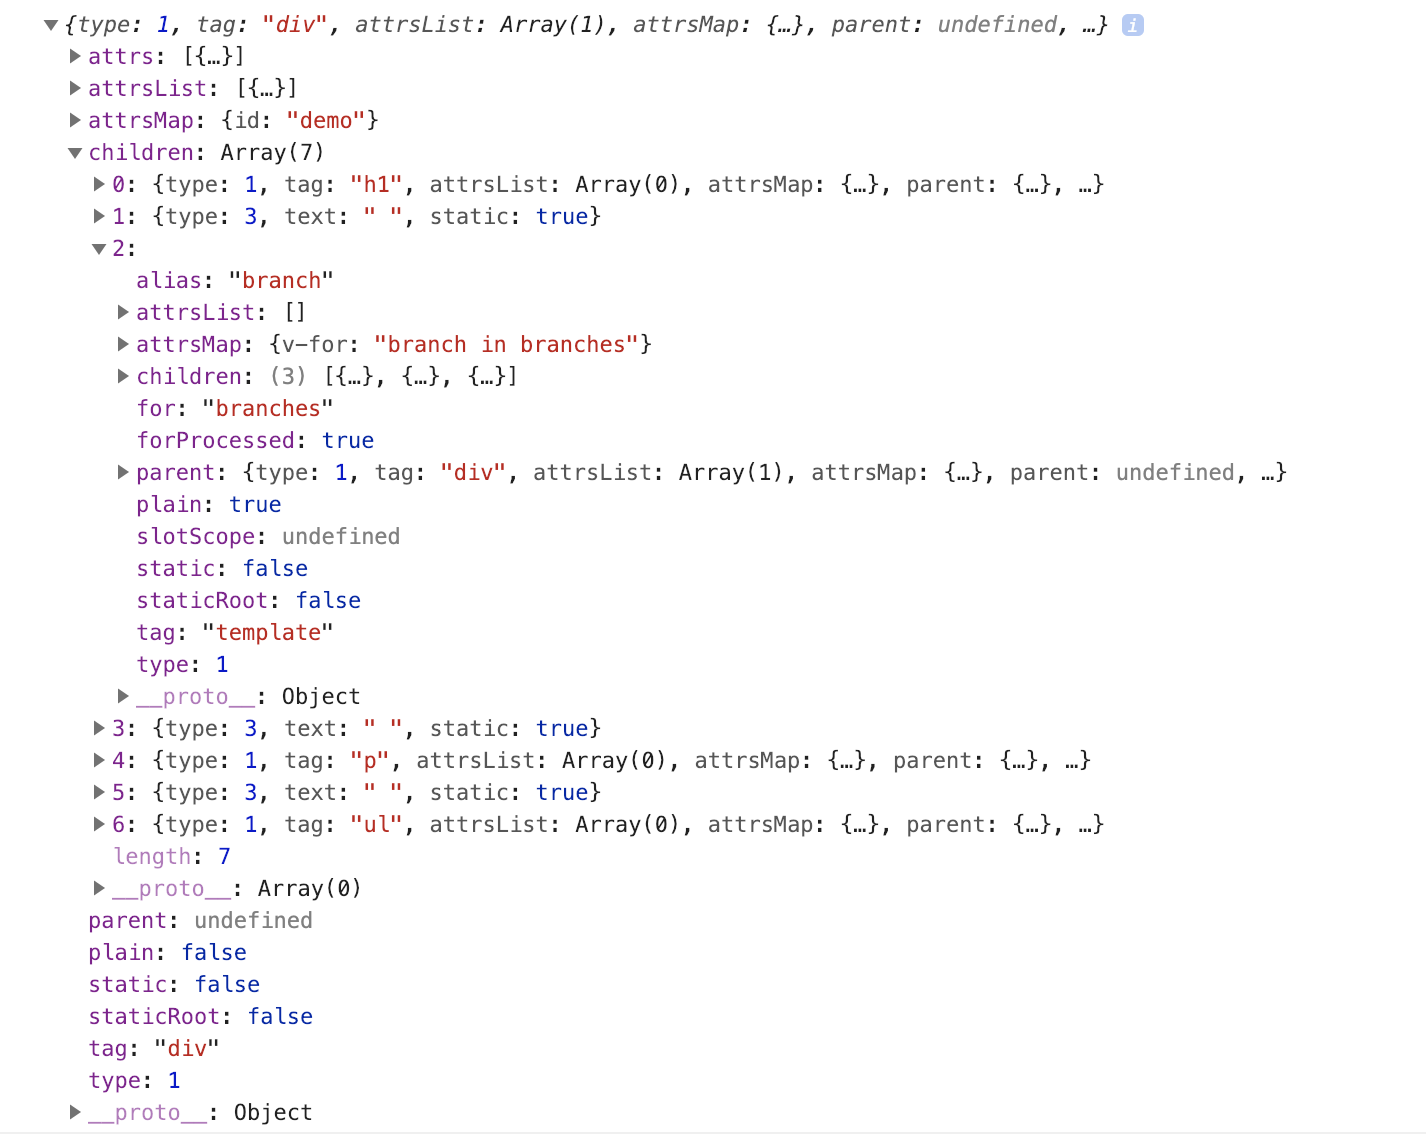 ▼{type: 1, tag: "div", attrsList: Array(1), attrsMap: {…}, parent: undefined, …} i
▶attrs: [{…}]
▶attrsList: [{…}]
▶attrsMap: {id: "demo"}
▼children: Array(7)
▶0: {type: 1, tag: "h1", attrsList: Array(0), attrsMap: {…}, parent: {…}, …}
▶1: {type: 3, text: " ", static: true}
▼2:
alias: "branch"
▶attrsList: []
▶attrsMap: {v-for: "branch in branches"}
▶children: (3) [{…}, {…}, {…}]
for: "branches"
forProcessed: true
▶parent: {type: 1, tag: "div", attrsList: Array(1), attrsMap: {…}, parent: undefined, …}
plain: true
slotScope: undefined
static: false
staticRoot: false
tag: "template"
type: 1
▶__proto__: Object
▶3: {type: 3, text: " ", static: true}
▶4: {type: 1, tag: "p", attrsList: Array(0), attrsMap: {…}, parent: {…}, …}
▶5: {type: 3, text: " ", static: true}
▶6: {type: 1, tag: "ul", attrsList: Array(0), attrsMap: {…}, parent: {…}, …}
length: 7
▶__proto__: Array(0)
parent: undefined
plain: false
static: false
staticRoot: false
tag: "div"
type: 1
▶__proto__: Object